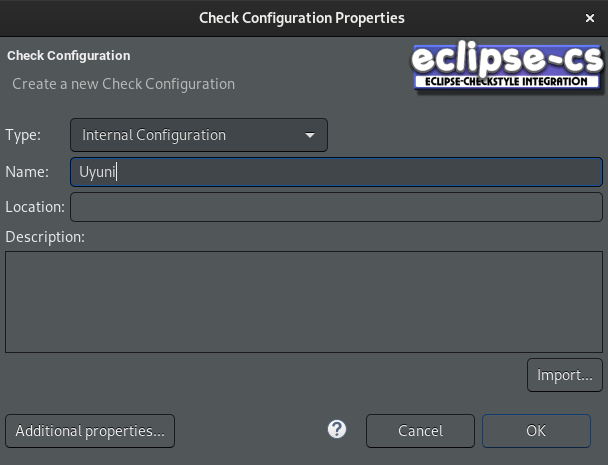 Check Configuration Properties
×
Check Configuration
Create a new Check Configuration
eclipse-cs
ECLIPSE-CHECKSTYLE INTEGRATION
Type: Internal Configuration
Name: Uyuni
Location:
Description:
Import...
Additional properties... ? Cancel OK